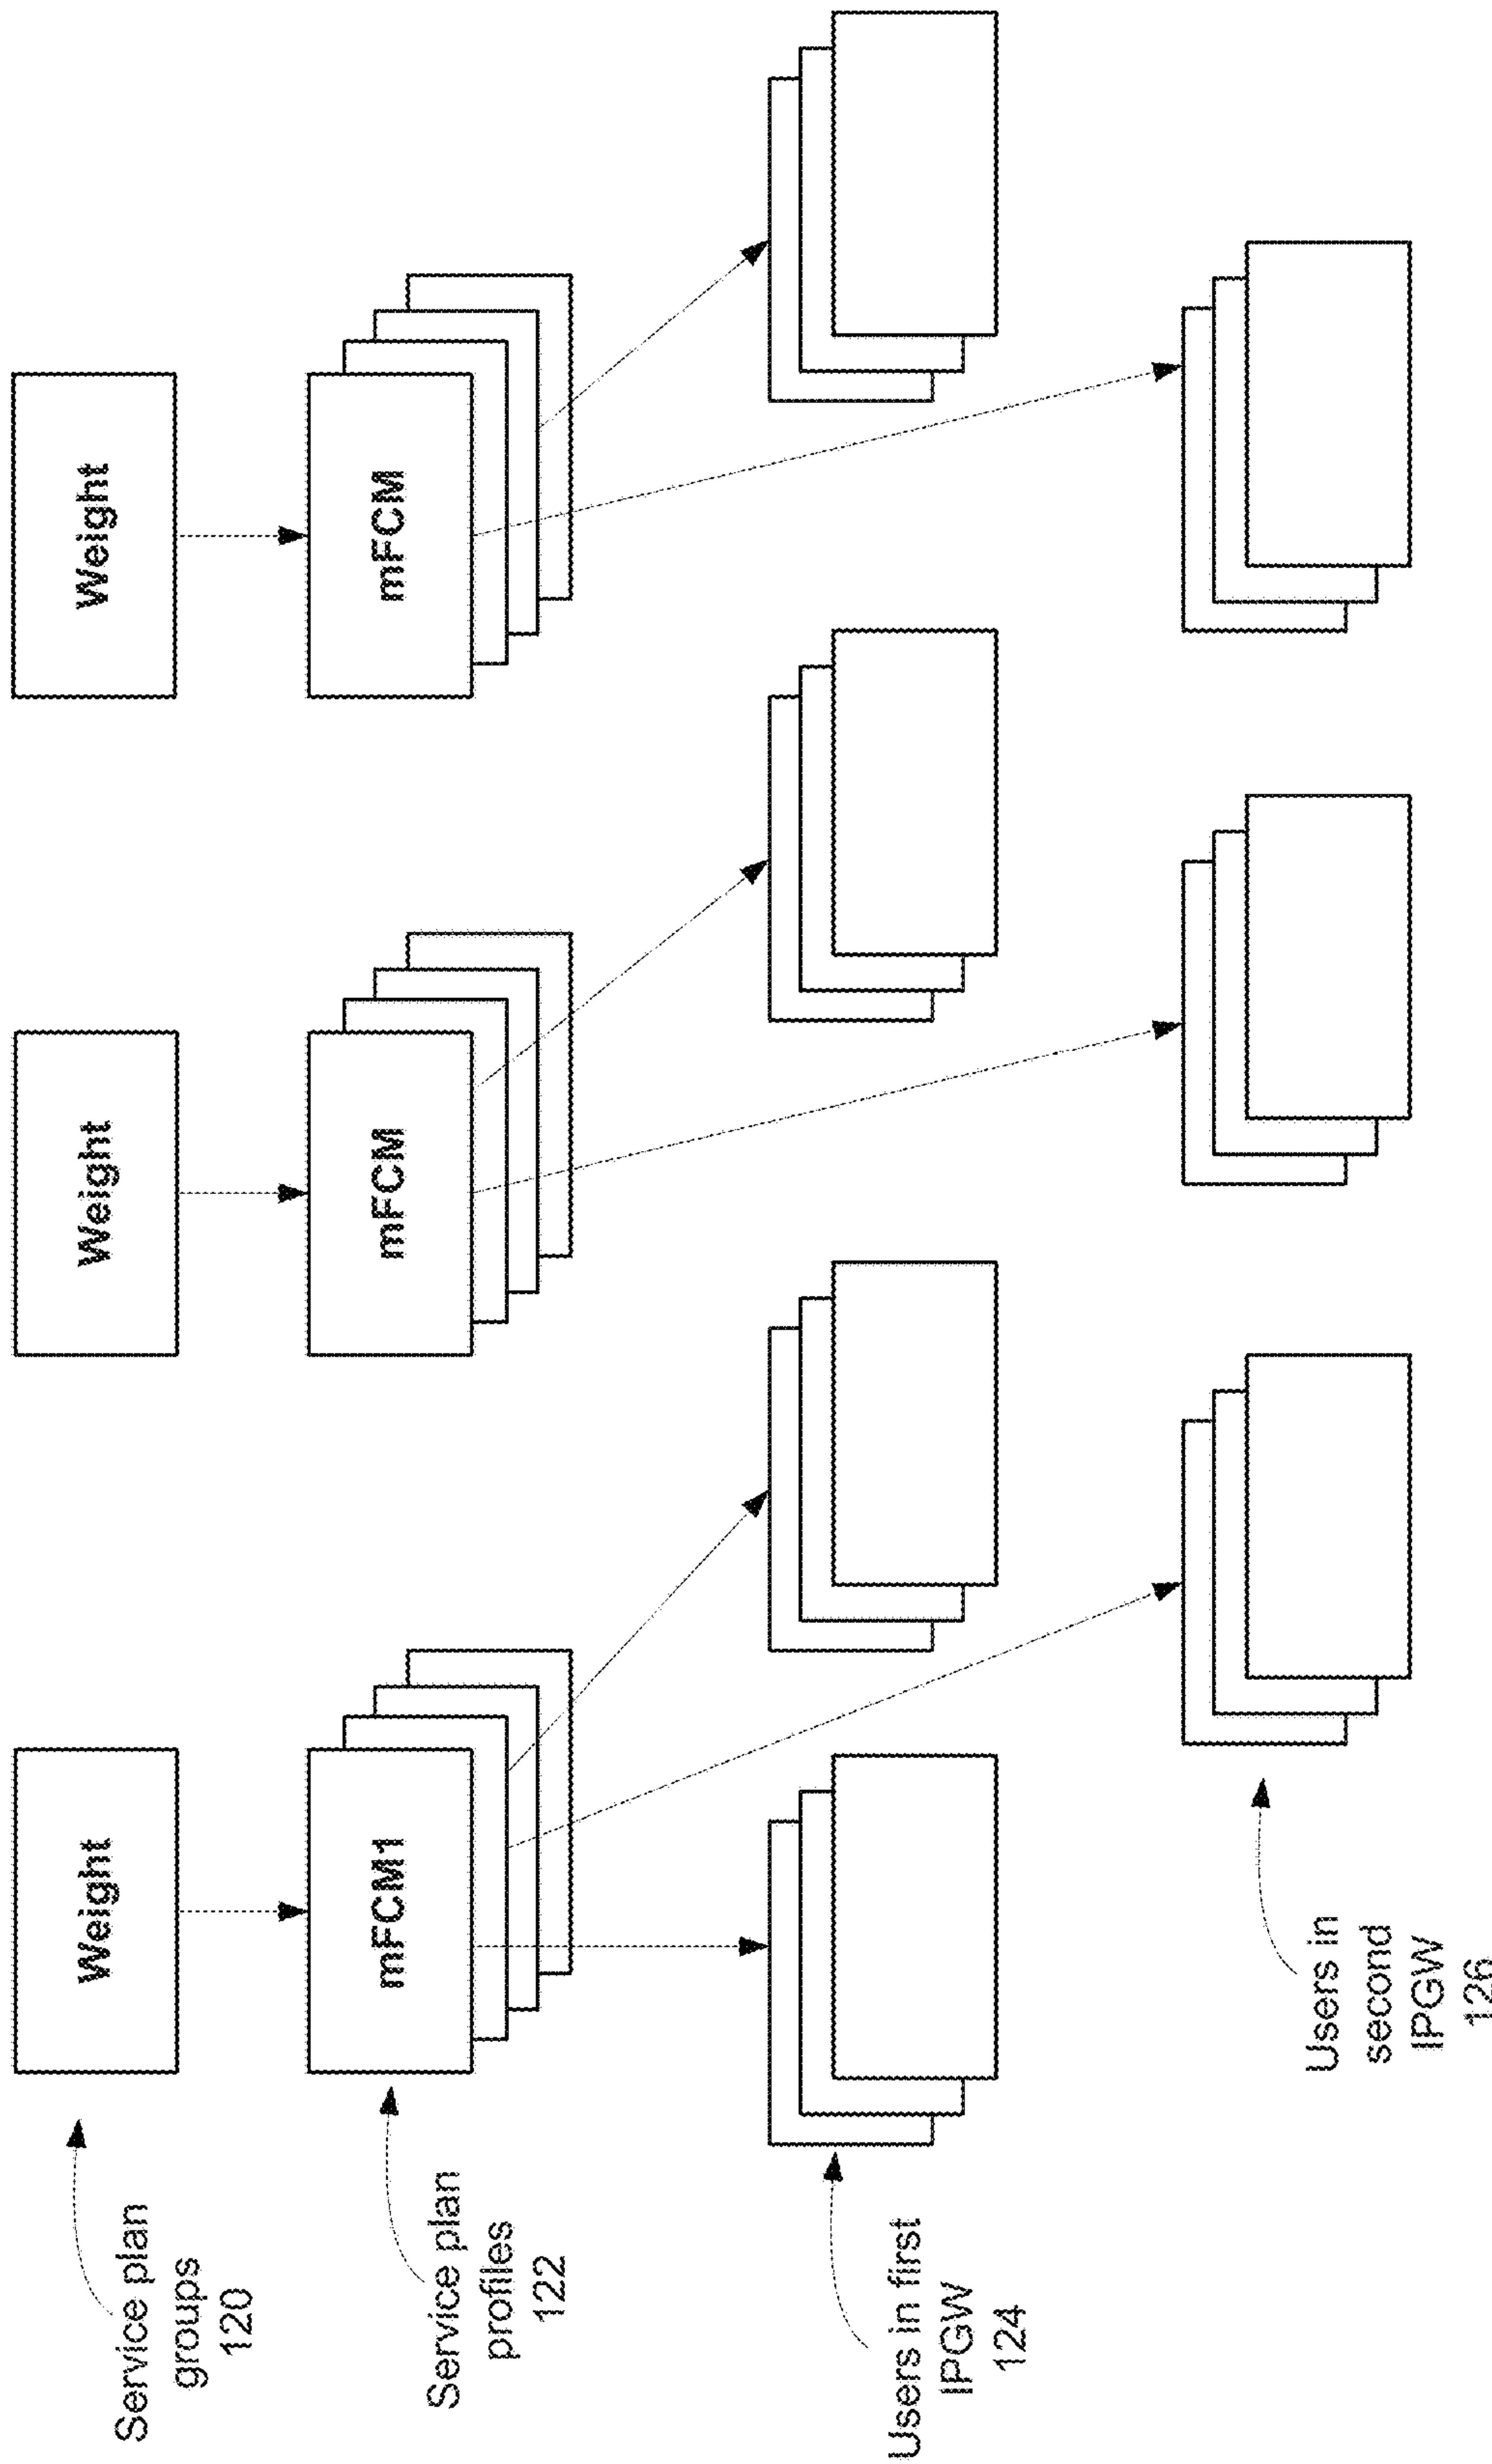 Weight
Weight
Weight
Service plan
groups
120
mFCM1
mFCM
mFCM
Service plan
profiles
122
Users in first
IPGW
124
Users in
second
IPGW
126